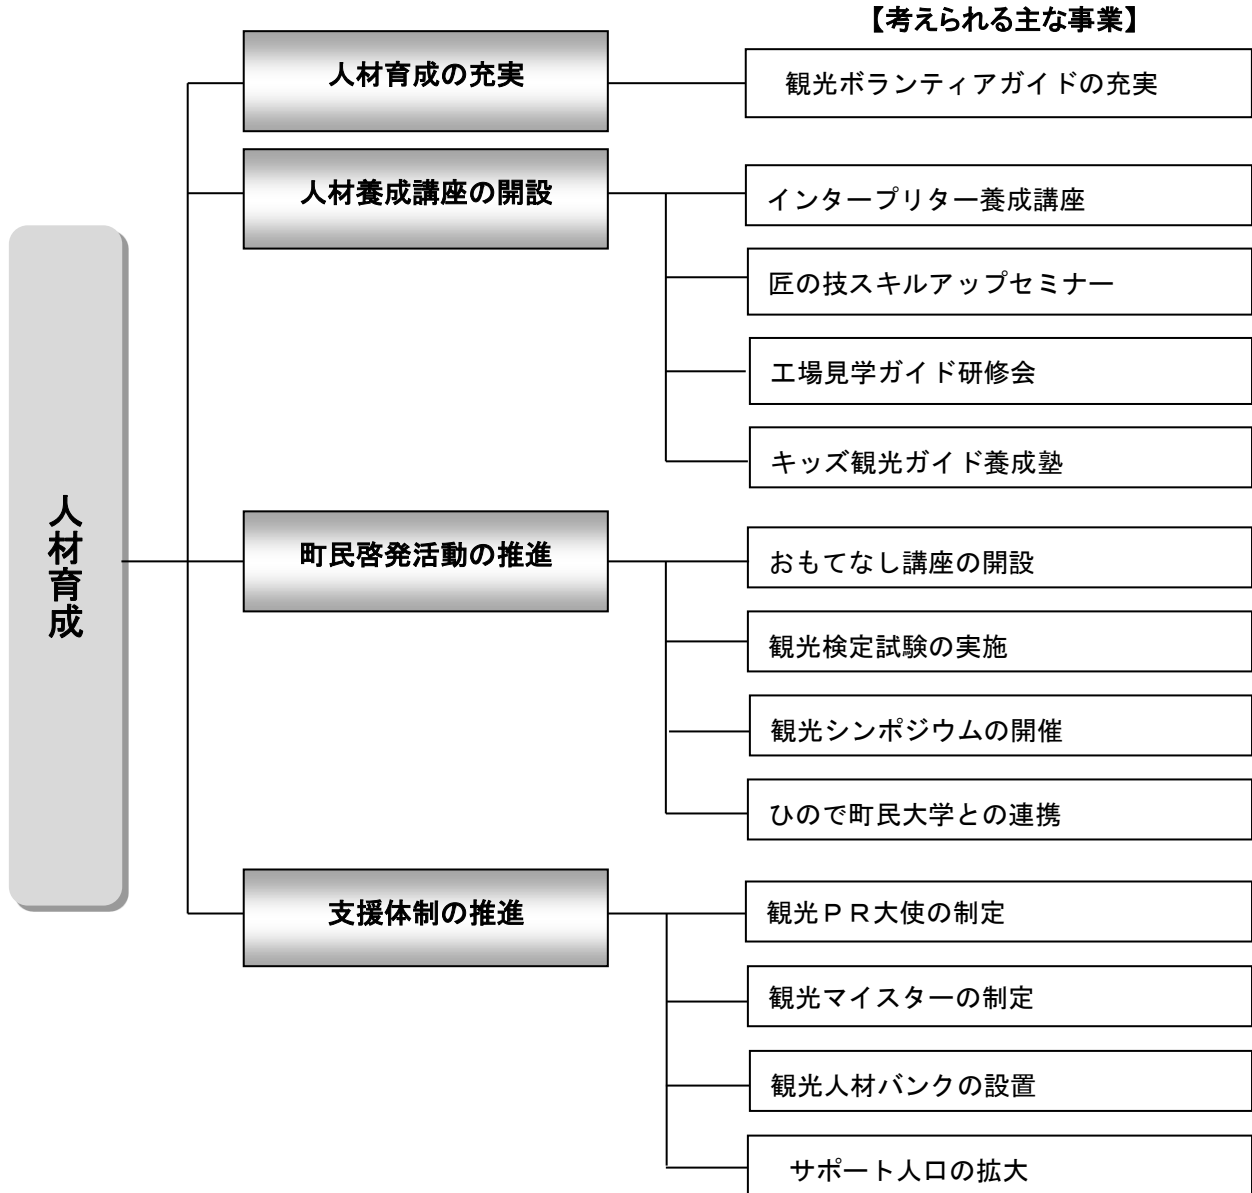 【考えられる主な事業】
人材育成
人材育成の充実
観光ボランティアガイドの充実
人材養成講座の開設
インタープリター養成講座
匠の技スキルアップセミナー
工場見学ガイド研修会
キッズ観光ガイド養成塾
町民啓発活動の推進
おもてなし講座の開設
観光検定試験の実施
観光シンポジウムの開催
ひので町民大学との連携
支援体制の推進
観光ＰＲ大使の制定
観光マイスターの制定
観光人材バンクの設置
サポート人口の拡大